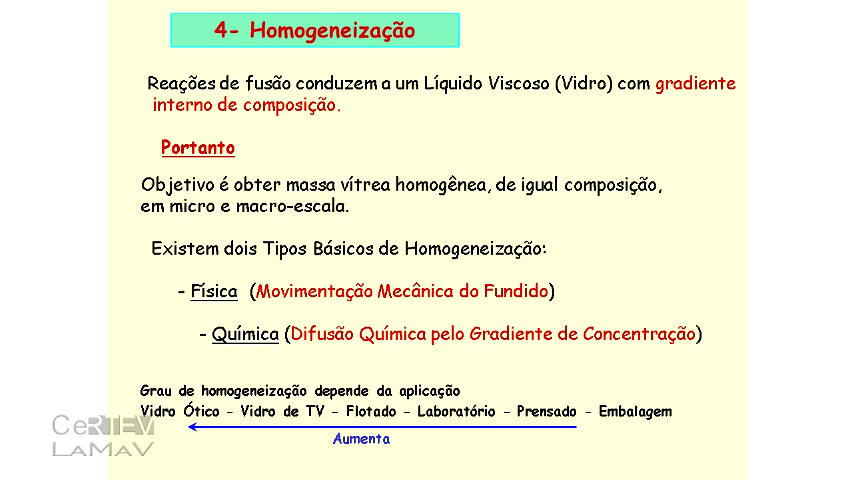 4- Homogeneização
Reações de fusão conduzem a um Líquido Viscoso (Vidro) com gradiente
interno de composição.
Portanto
Objetivo é obter massa vítrea homogênea, de igual composição,
em micro e macro-escala.
Existem dois Tipos Básicos de Homogeneização:
- Física (Movimentação Mecânica do Fundido)
- Química (Difusão Química pelo Gradiente de Concentração)
Grau de homogeneização depende da aplicação
Vidro Ótico - Vidro de TV - Flotado - Laboratório - Prensado - Embalagem
Aumenta
CeRTEV
LaMaV